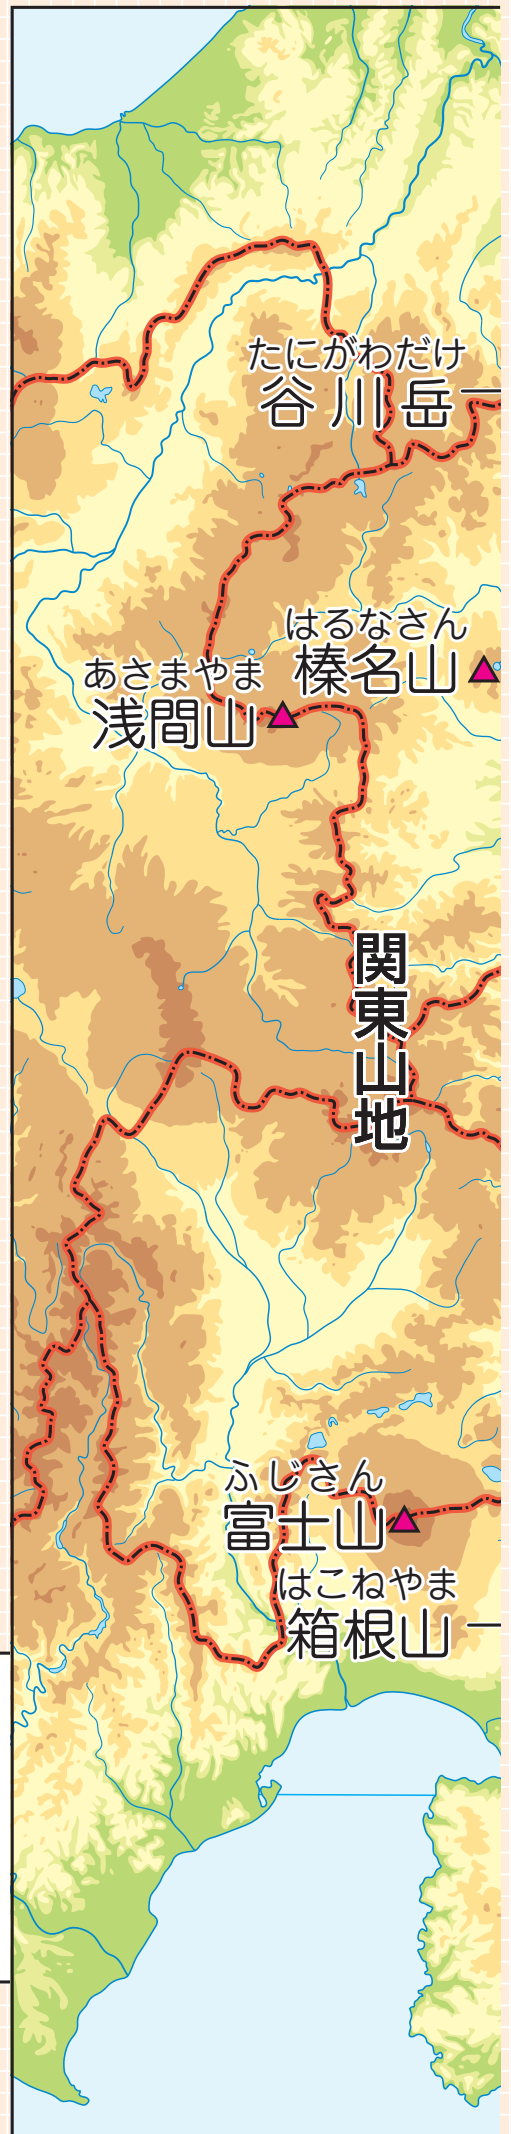 たにがわだけ
谷川岳
はるなさん
榛名山
あさまやま
浅間山
関東山地
ふじさん
富士山
はこねやま
箱根山